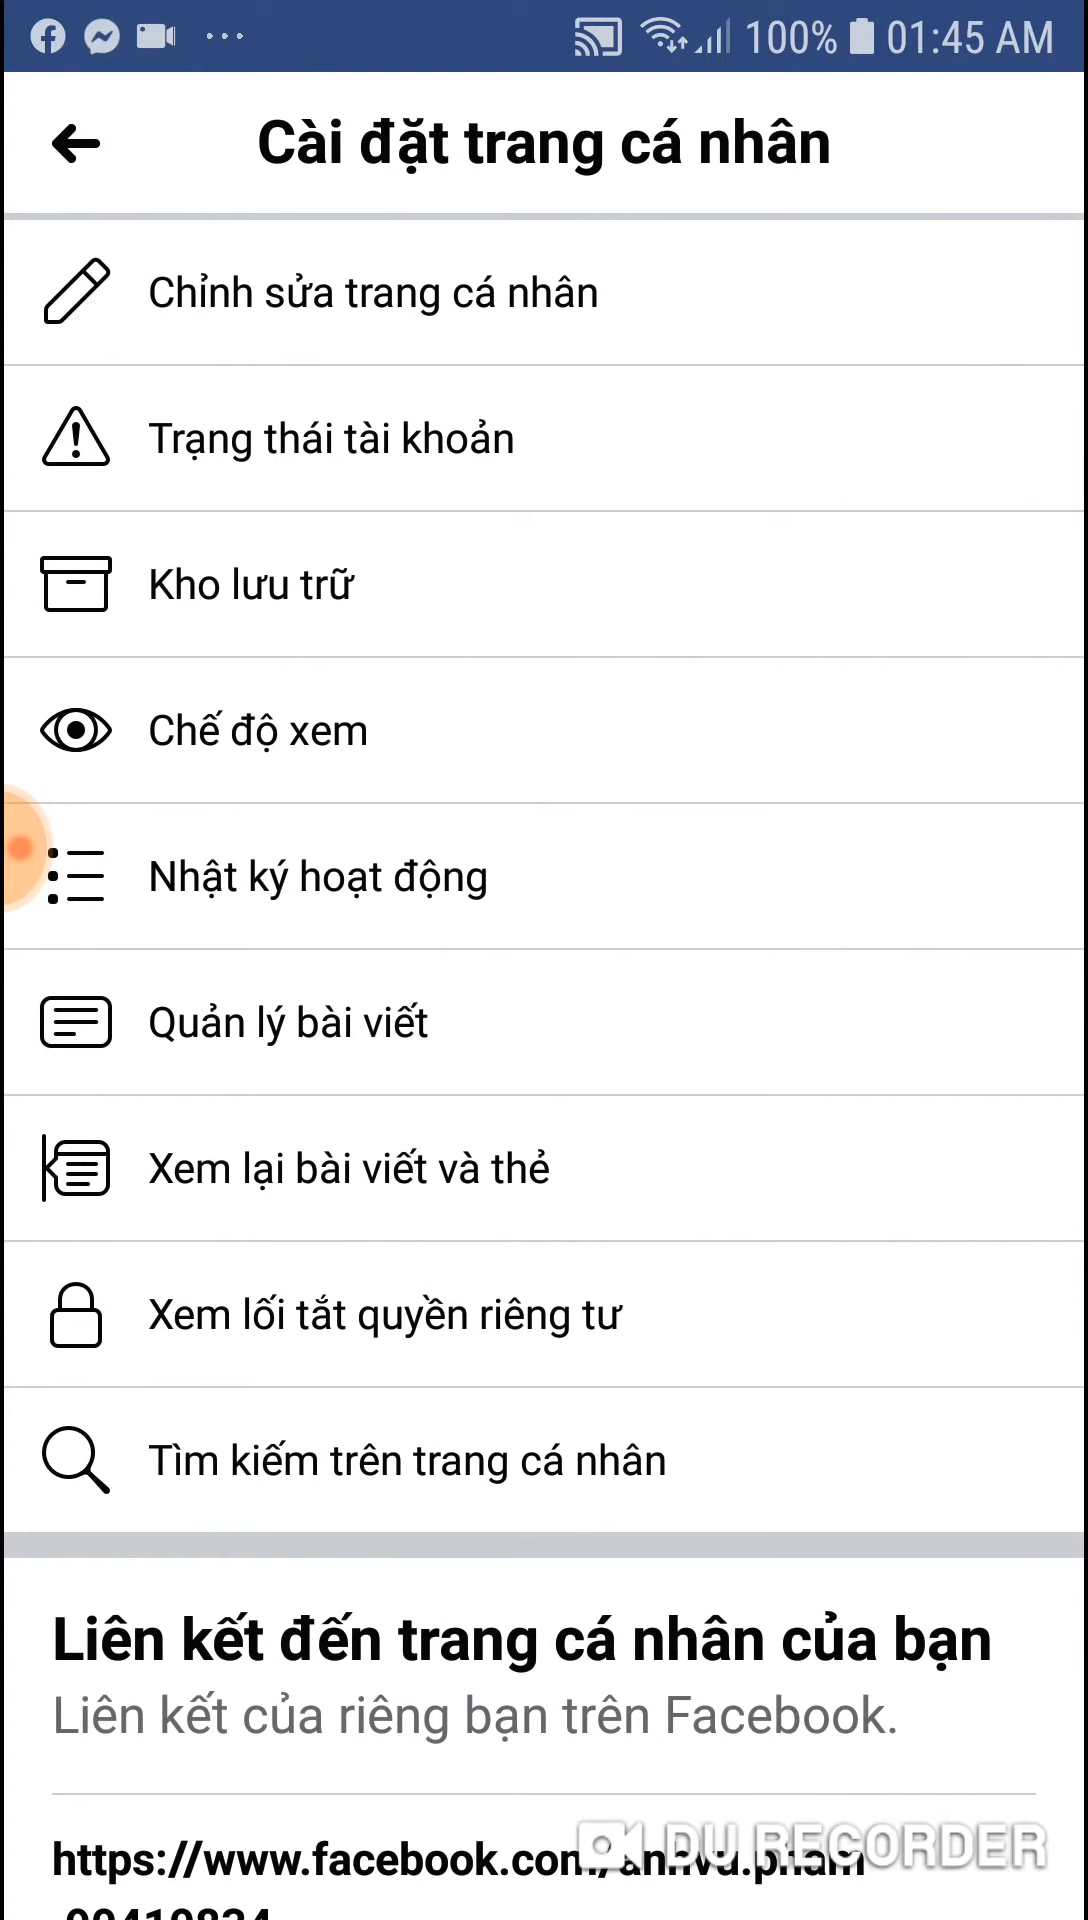 100% 01:45 AM
Cài đặt trang cá nhân
Chỉnh sửa trang cá nhân
Trạng thái tài khoản
Kho lưu trữ
Chế độ xem
Nhật ký hoạt động
Quản lý bài viết
Xem lại bài viết và thẻ
Xem lối tắt quyền riêng tư
Tìm kiếm trên trang cá nhân
Liên kết đến trang cá nhân của bạn
Liên kết của riêng bạn trên Facebook.
https://www.facebook.com/anhvu.pham
DU RECORDER